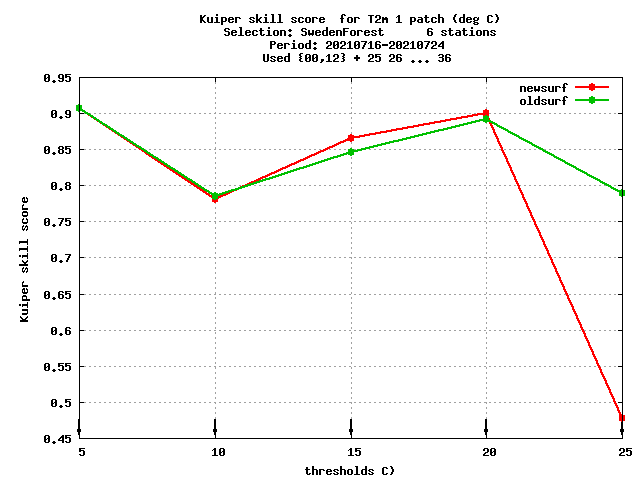 Kuiper skill score  for T2m 1 patch (deg C)
Selection: SwedenForest      6 stations
Period: 20210716-20210724
Used {00,12} + 25 26 ... 36
newsurf
oldsurf
Kuiper skill score
0.95
0.9
0.85
0.8
0.75
0.7
0.65
0.6
0.55
0.5
0.45
5
10
15
20
25
thresholds C)